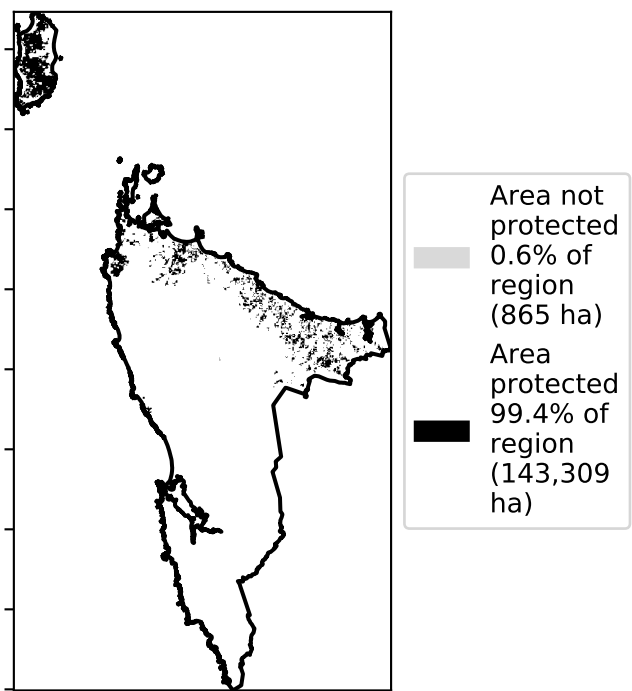 Area not
protected
0.6% of
region
(865 ha)
Area
protected
99.4% of
region
(143,309
ha)